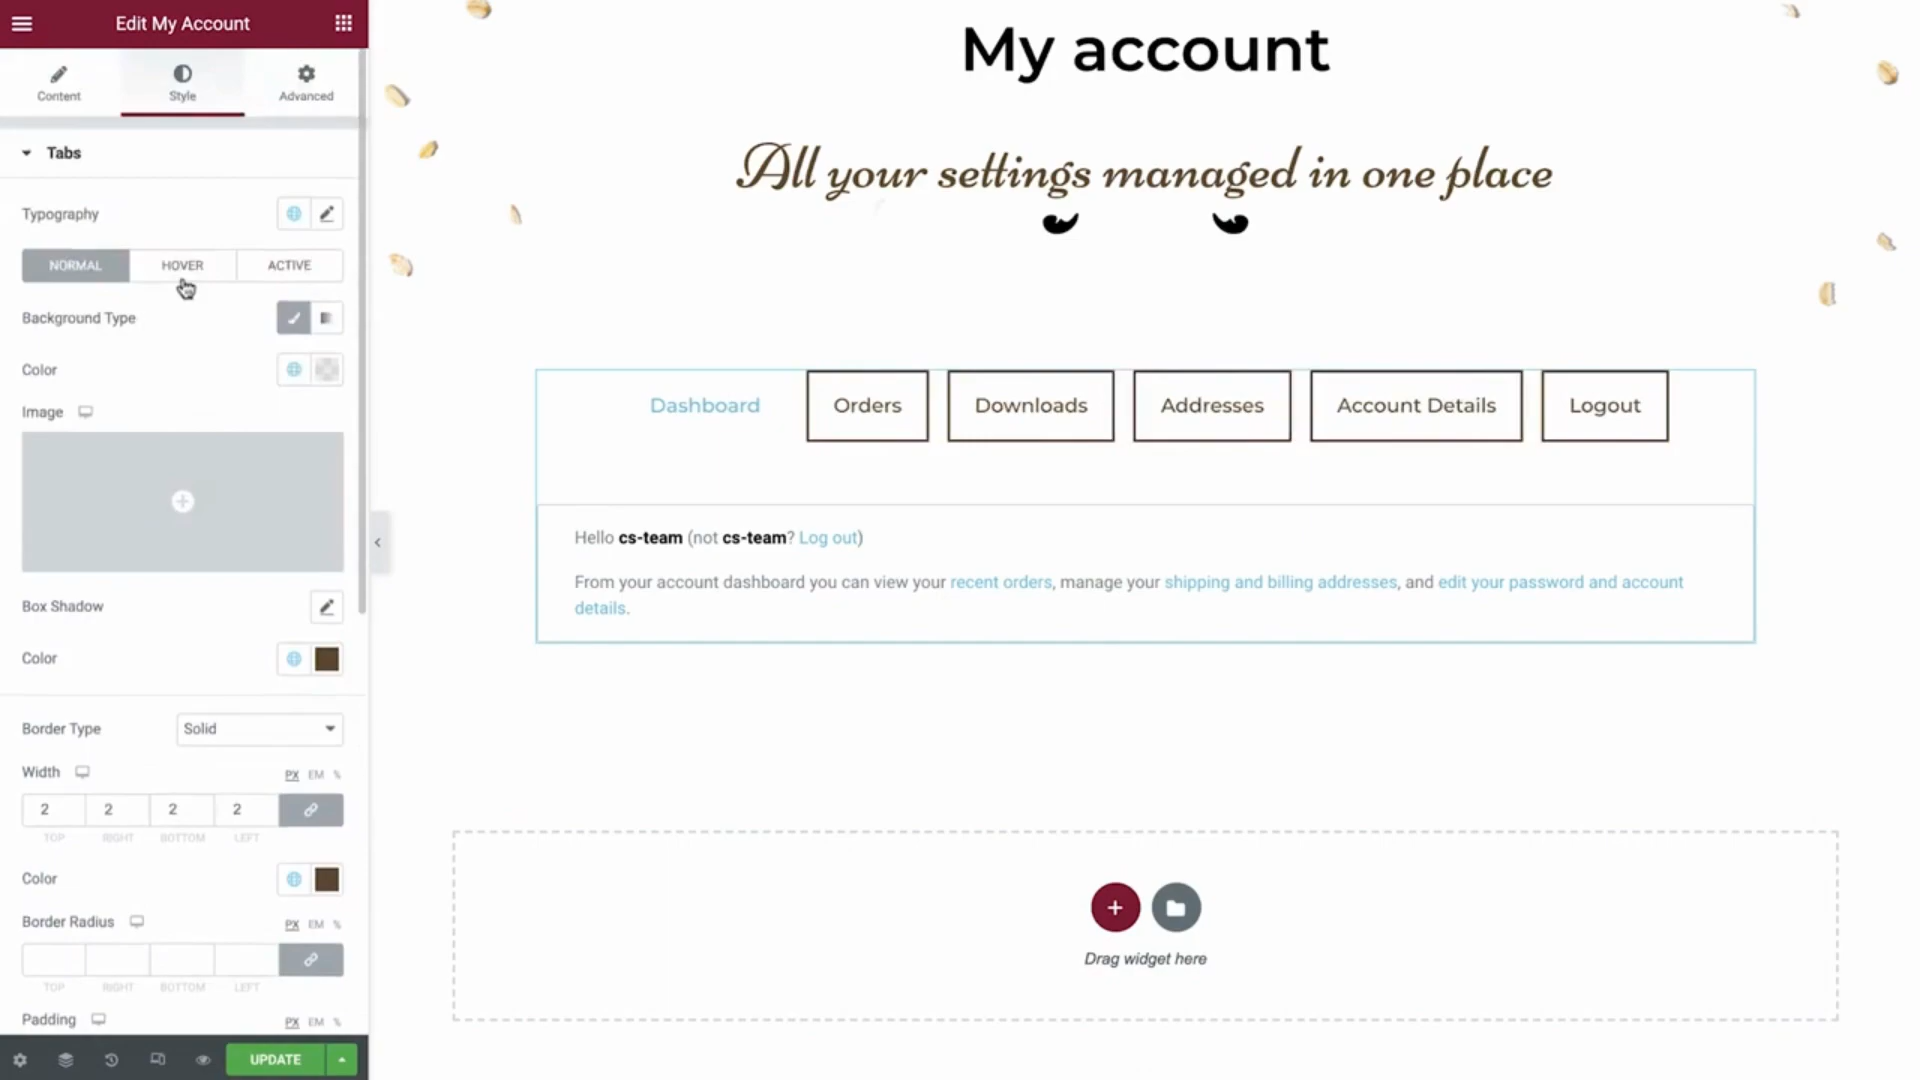 Edit My Account
Content
Style
Advanced
Tabs
Typography
NORMAL
HOVER
ACTIVE
Background Type
Color
Image
Box Shadow
Color
Border Type
Solid
Width
PX EM %
2 2 2 2
TOP RIGHT BOTTOM LEFT
Color
Border Radius
PX EM %
TOP RIGHT BOTTOM LEFT
Padding
PX EM %
UPDATE
My account
All your settings managed in one place
Dashboard
Orders
Downloads
Addresses
Account Details
Logout
Hello cs-team (not cs-team? Log out)
From your account dashboard you can view your recent orders, manage your shipping and billing addresses, and edit your password and account
details.
Drag widget here